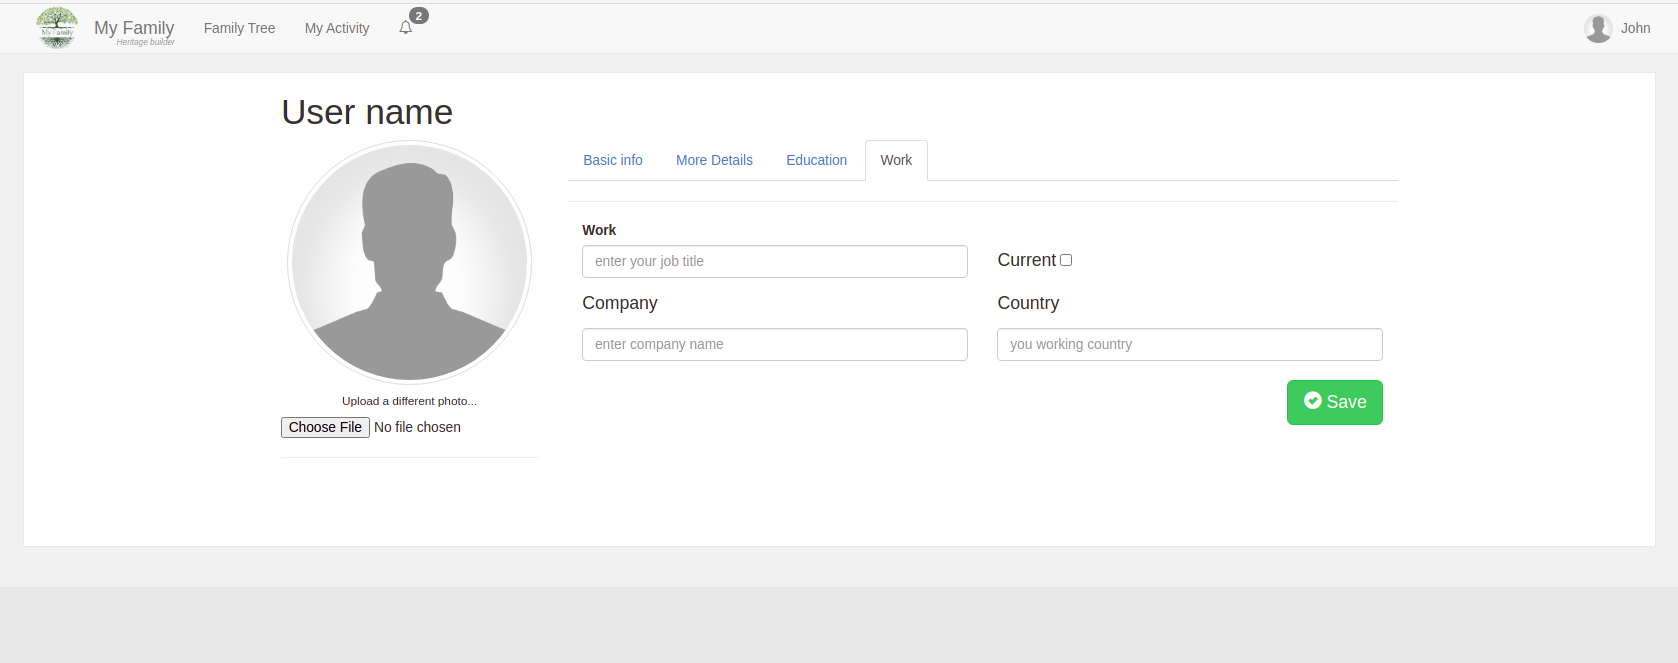 My Family
My Family
Heritage builder
Family Tree
My Activity
2
John
User name
Basic info
More Details
Education
Work
Work
enter your job title
Current
Company
Country
enter company name
you working country
Save
Upload a different photo...
Choose File No file chosen